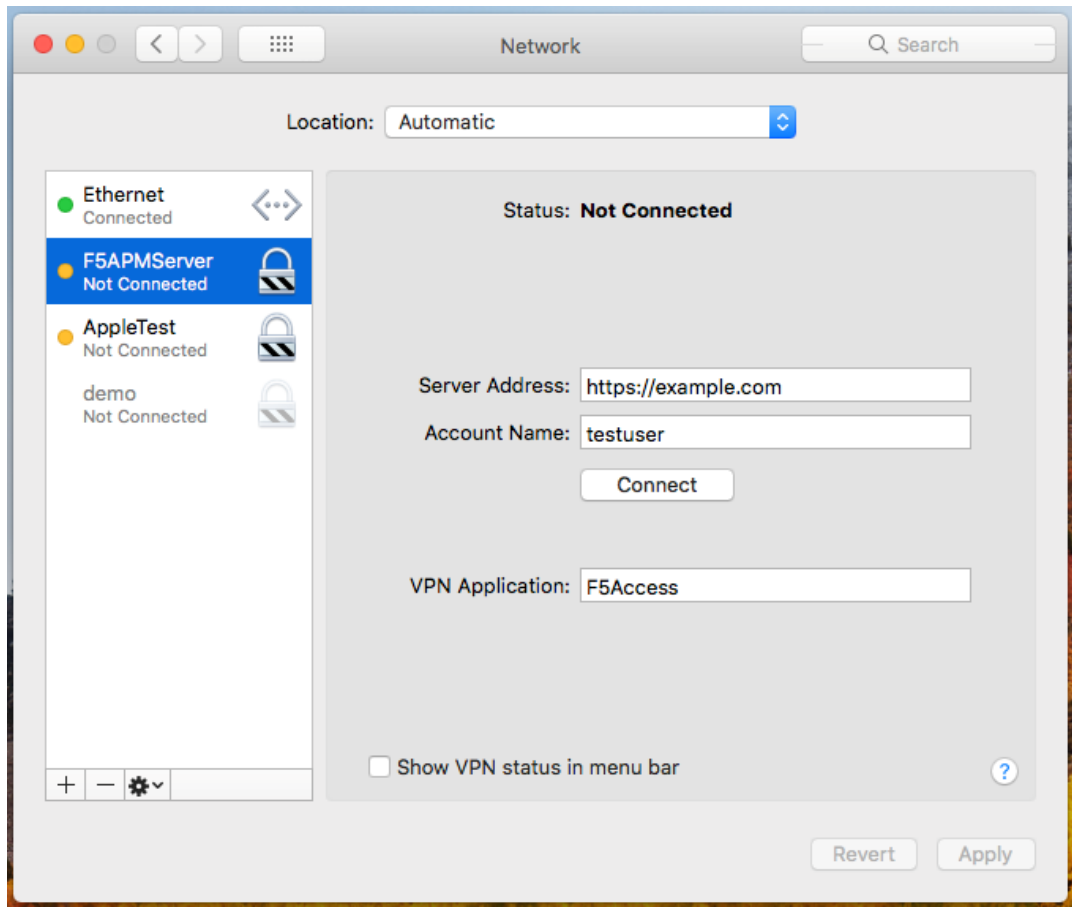 Network
Search
Location: Automatic
Ethernet
Connected
F5APMServer
Not Connected
AppleTest
Not Connected
demo
Not Connected
Status: Not Connected
Server Address: https://example.com
Account Name: testuser
Connect
VPN Application: F5Access
Show VPN status in menu bar
?
Revert
Apply